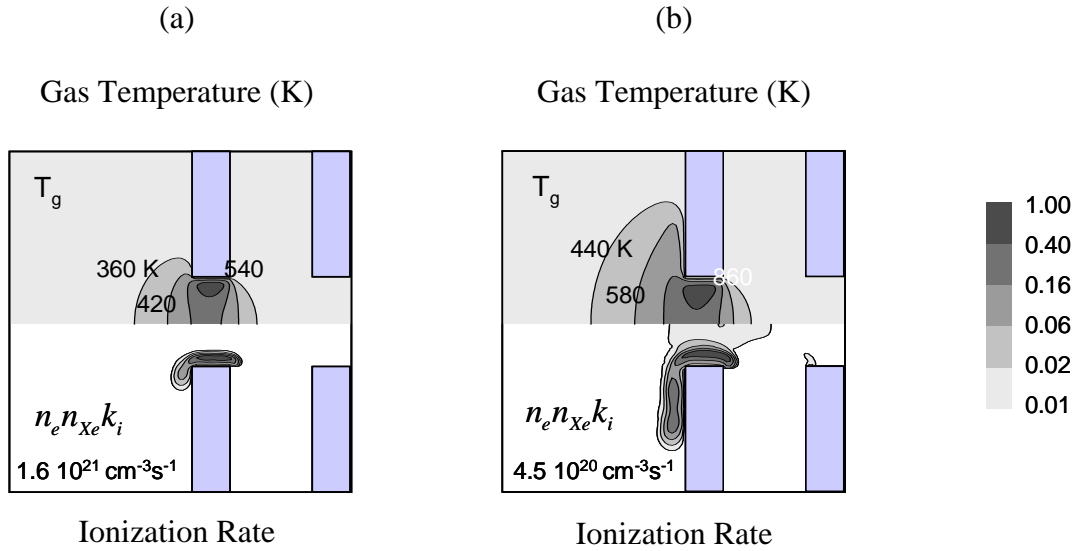 (a)
Gas Temperature (K)
T_g
360 K
540
420
n_e n_Xe k_i
1.6 10^21 cm^-3 s^-1
Ionization Rate
(b)
Gas Temperature (K)
T_g
440 K
860
580
n_e n_Xe k_i
4.5 10^20 cm^-3 s^-1
Ionization Rate
1.00
0.40
0.16
0.06
0.02
0.01